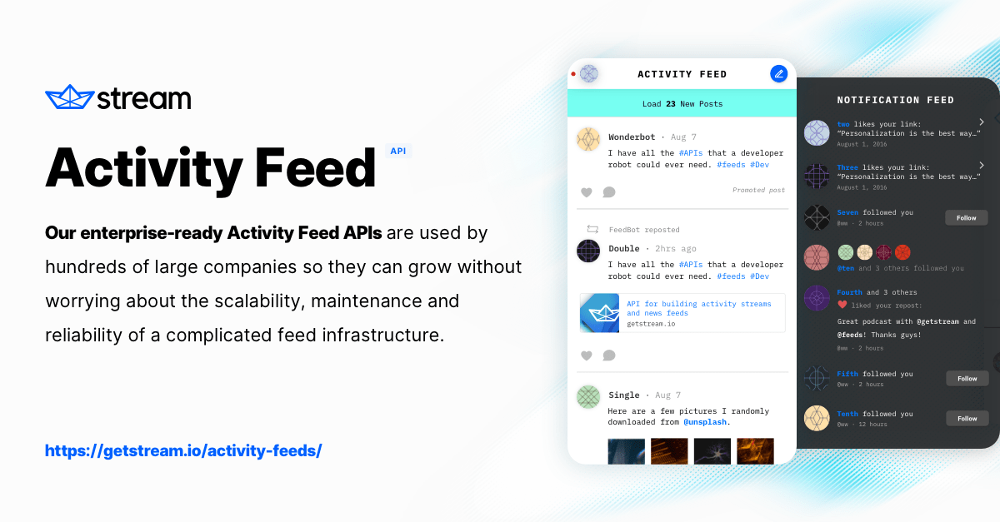 stream
Activity Feed API
Our enterprise-ready Activity Feed APIs are used by
hundreds of large companies so they can grow without
worrying about the scalability, maintenance and
reliability of a complicated feed infrastructure.
https://getstream.io/activity-feeds/
ACTIVITY FEED
Load 23 New Posts
Wonderbot · Aug 7
I have all the #APIs that a developer
robot could ever need. #feeds #Dev
Promoted post
FeedBot reposted
Double · 2hrs ago
I have all the #APIs that a developer
robot could ever need. #feeds #Dev
API for building activity streams
and news feeds
getstream.io
Single · Aug 7
Here are a few pictures I randomly
downloaded from @unsplash.
NOTIFICATION FEED
two likes your link:
“Personalization is the best way…”
August 1, 2016
Three likes your link:
“Personalization is the best way…”
August 1, 2016
Seven followed you
@ww · 2 hours
Follow
@ten and 3 others followed you
Fourth and 3 others
liked your repost:
Great podcast with @getstream and
@feeds! Thanks guys!
@ww · 2 hours
Fifth followed you
@ww · 2 hours
Follow
Tenth followed you
@ww · 12 hours
Follow